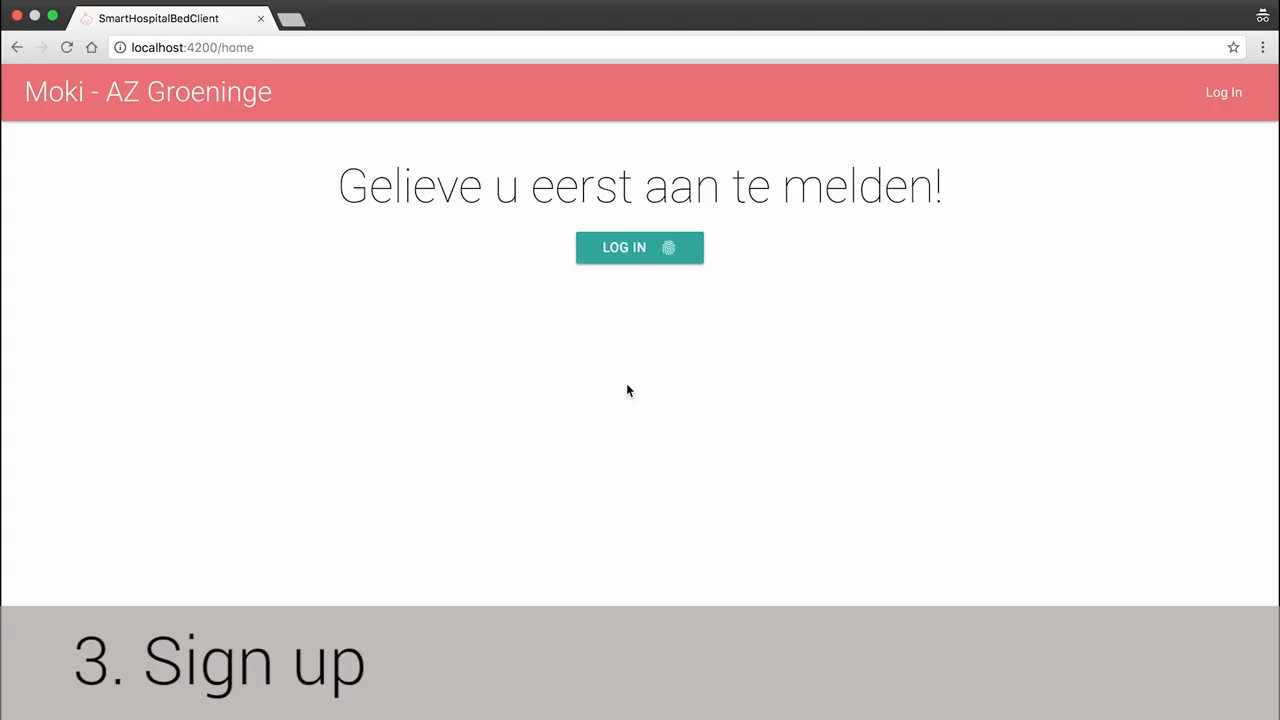 SmartHospitalBedClient
localhost:4200/home
Moki - AZ Groeninge
Log In
Gelieve u eerst aan te melden!
LOG IN
3. Sign up